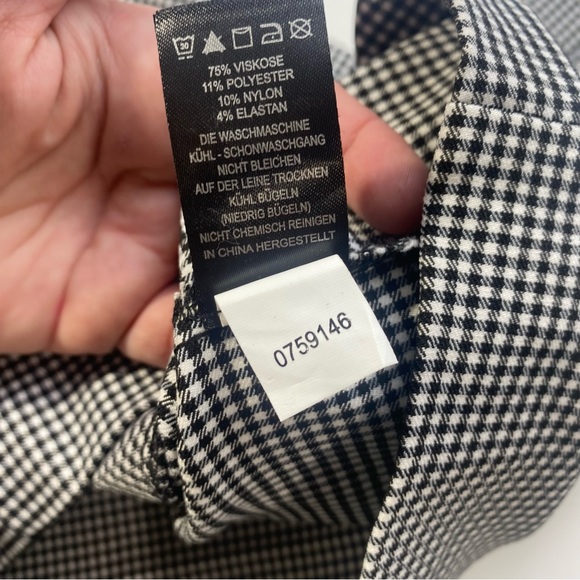 30
75% VISKOSE
11% POLYESTER
10% NYLON
4% ELASTAN
DIE WASCHMASCHINE
KÜHL - SCHONWASCHGANG
NICHT BLEICHEN
AUF DER LEINE TROCKNEN
KÜHL BÜGELN
(NIEDRIG BÜGELN)
NICHT CHEMISCH REINIGEN
IN CHINA HERGESTELLT
0759146